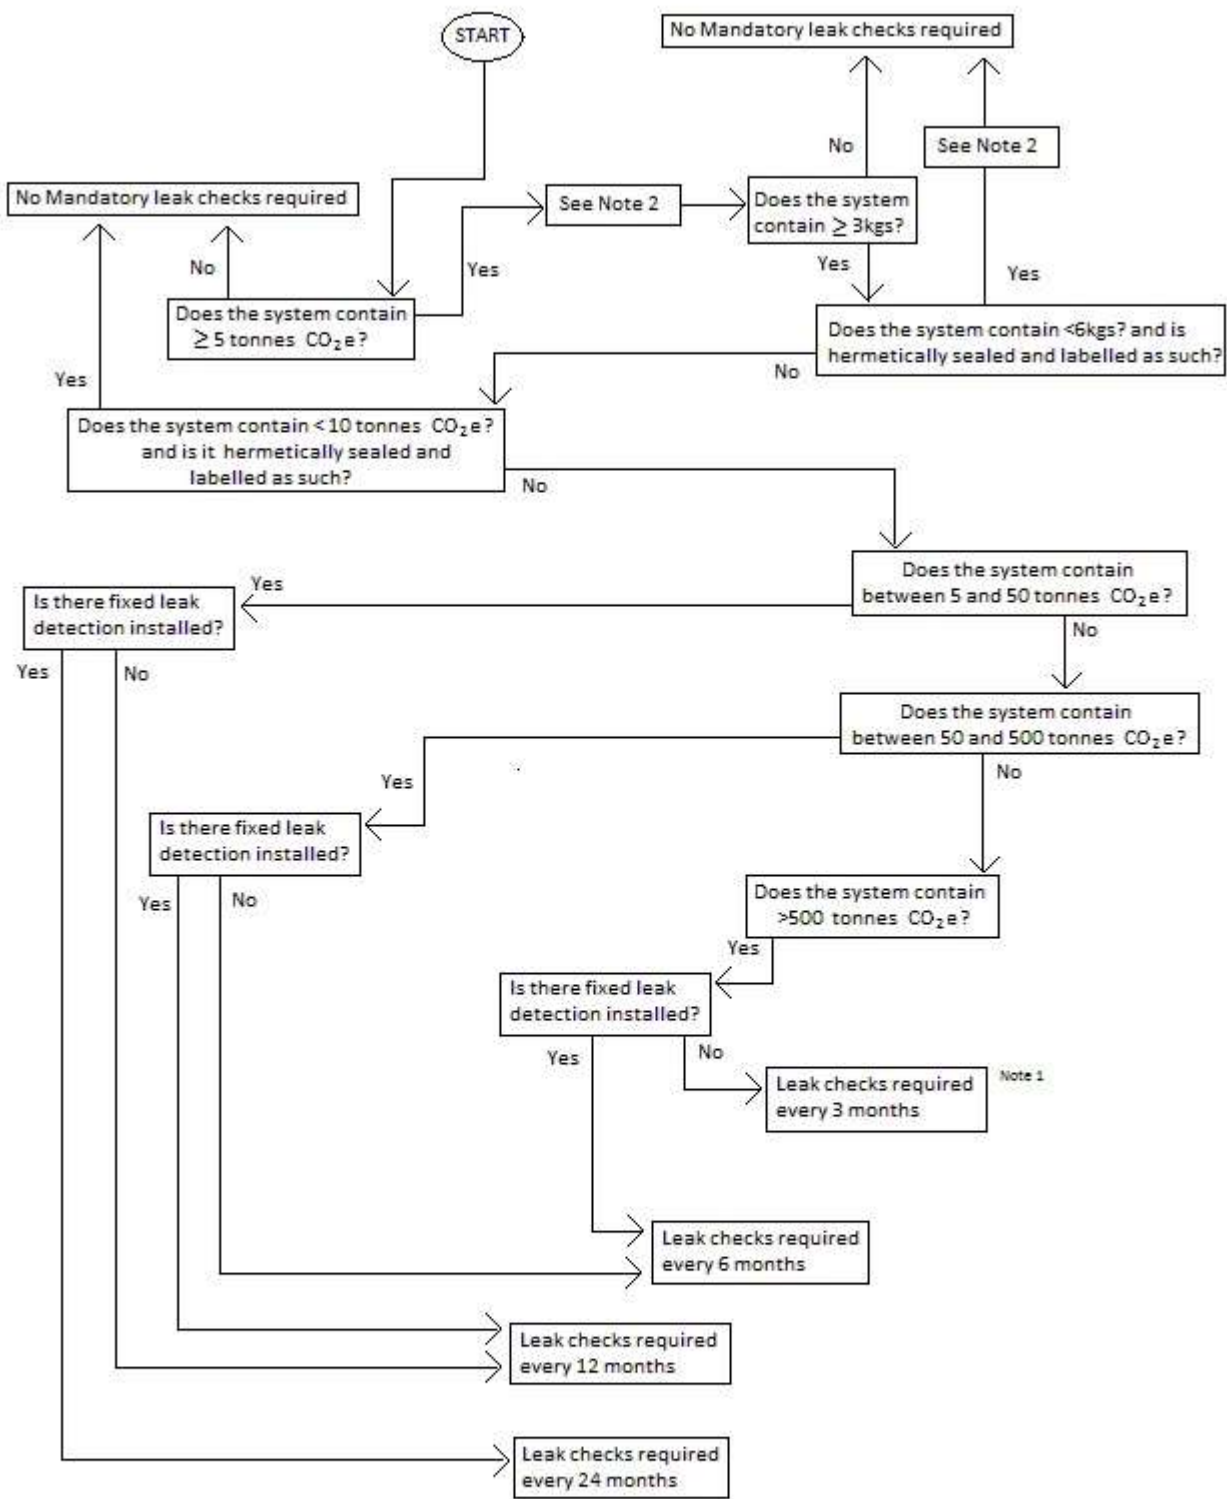 START
No Mandatory leak checks required
No
See Note 2
No Mandatory leak checks required
See Note 2
Does the system
contain ≥ 3kgs?
No
Yes
Yes
Yes
Does the system contain
≥ 5 tonnes CO₂e?
Does the system contain <6kgs? and is
hermetically sealed and labelled as such?
Yes
No
Does the system contain < 10 tonnes CO₂e?
and is it hermetically sealed and
labelled as such?
No
Does the system contain
between 5 and 50 tonnes CO₂e?
Yes
Is there fixed leak
detection installed?
No
Yes
No
Does the system contain
between 50 and 500 tonnes CO₂e?
Yes
No
Is there fixed leak
detection installed?
Yes
No
Does the system contain
>500 tonnes CO₂e?
Yes
Is there fixed leak
detection installed?
Yes
No
Leak checks required
every 3 months
Note 1
Leak checks required
every 6 months
Leak checks required
every 12 months
Leak checks required
every 24 months